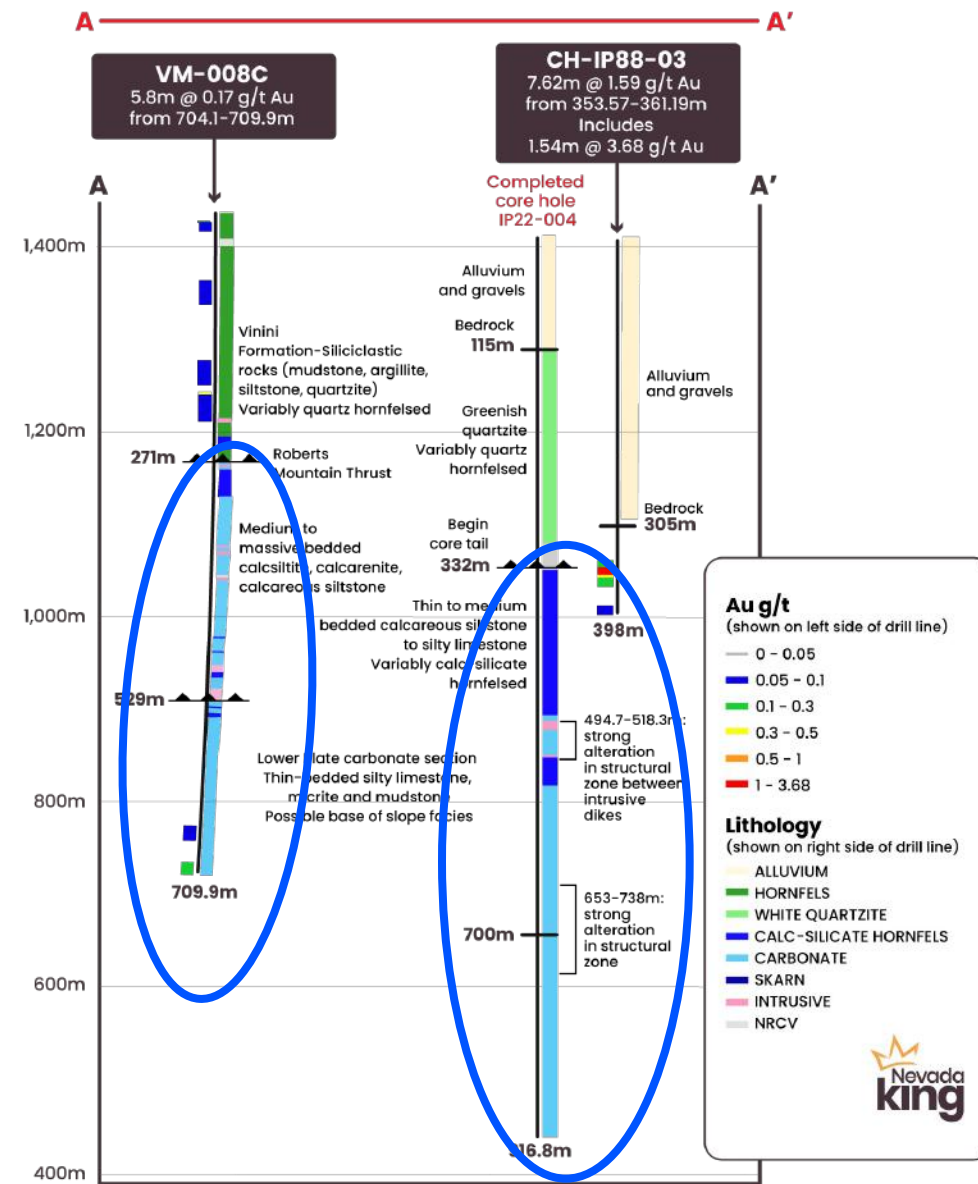 A
A'
VM-008C
5.8m @ 0.17 g/t Au
from 704.1-709.9m
CH-IP88-03
7.62m @ 1.59 g/t Au
from 353.57-361.19m
Includes
1.54m @ 3.68 g/t Au
A
Completed
core hole
IP22-004
A'
1,400m
1,200m
1,000m
800m
600m
400m
Vinini
Formation-Siliciclastic
rocks (mudstone, argillite,
siltstone, quartzite)
Variably quartz hornfelsed
271m
Roberts
Mountain Thrust
Medium to
massive bedded
calcsiltite, calcarenite,
calcareous siltstone
529m
Lower Plate carbonate section
Thin-bedded silty limestone,
micrite and mudstone
Possible base of slope facies
709.9m
Alluvium
and gravels
Bedrock
115m
Greenish
quartzite
Variably quartz
hornfelsed
Begin
core tail
332m
Thin to medium
bedded calcareous siltstone
to silty limestone
Variably calc-silicate
hornfelsed
494.7-518.3m:
strong
alteration
in structural
zone between
intrusive
dikes
653-738m:
strong
alteration
in structural
zone
700m
916.8m
Alluvium
and gravels
Bedrock
305m
398m
Au g/t
(shown on left side of drill line)
0 - 0.05
0.05 - 0.1
0.1 - 0.3
0.3 - 0.5
0.5 - 1
1 - 3.68
Lithology
(shown on right side of drill line)
ALLUVIUM
HORNFELS
WHITE QUARTZITE
CALC-SILICATE HORNFELS
CARBONATE
SKARN
INTRUSIVE
NRCV
Nevada
king